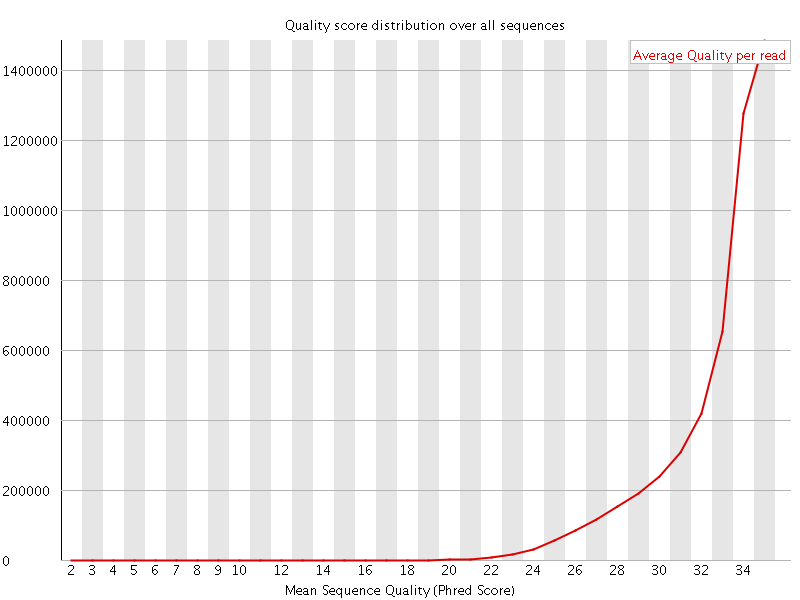 Quality score distribution over all sequences
Average Quality per read
1400000
1200000
1000000
800000
600000
400000
200000
0
2 3 4 5 6 7 8 9 10 12 14 16 18 20 22 24 26 28 30 32 34
Mean Sequence Quality (Phred Score)